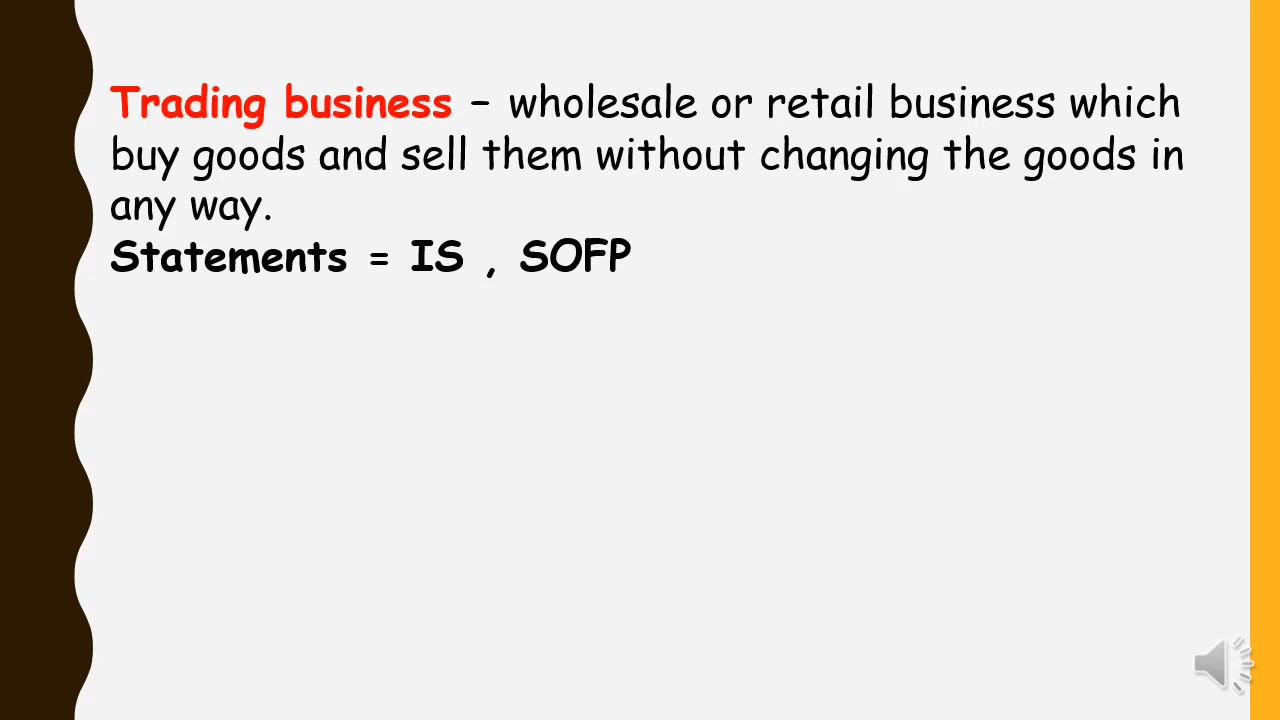 Trading business – wholesale or retail business which
buy goods and sell them without changing the goods in
any way.
Statements = IS , SOFP